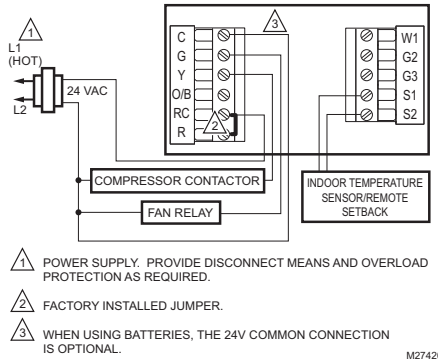 1
L1
(HOT)
L2
24 VAC
3
C
G
Y
O/B
RC
R
2
W1
G2
G3
S1
S2
COMPRESSOR CONTACTOR
FAN RELAY
INDOOR TEMPERATURE
SENSOR/REMOTE
SETBACK
1 POWER SUPPLY. PROVIDE DISCONNECT MEANS AND OVERLOAD
PROTECTION AS REQUIRED.
2 FACTORY INSTALLED JUMPER.
3 WHEN USING BATTERIES, THE 24V COMMON CONNECTION
IS OPTIONAL.